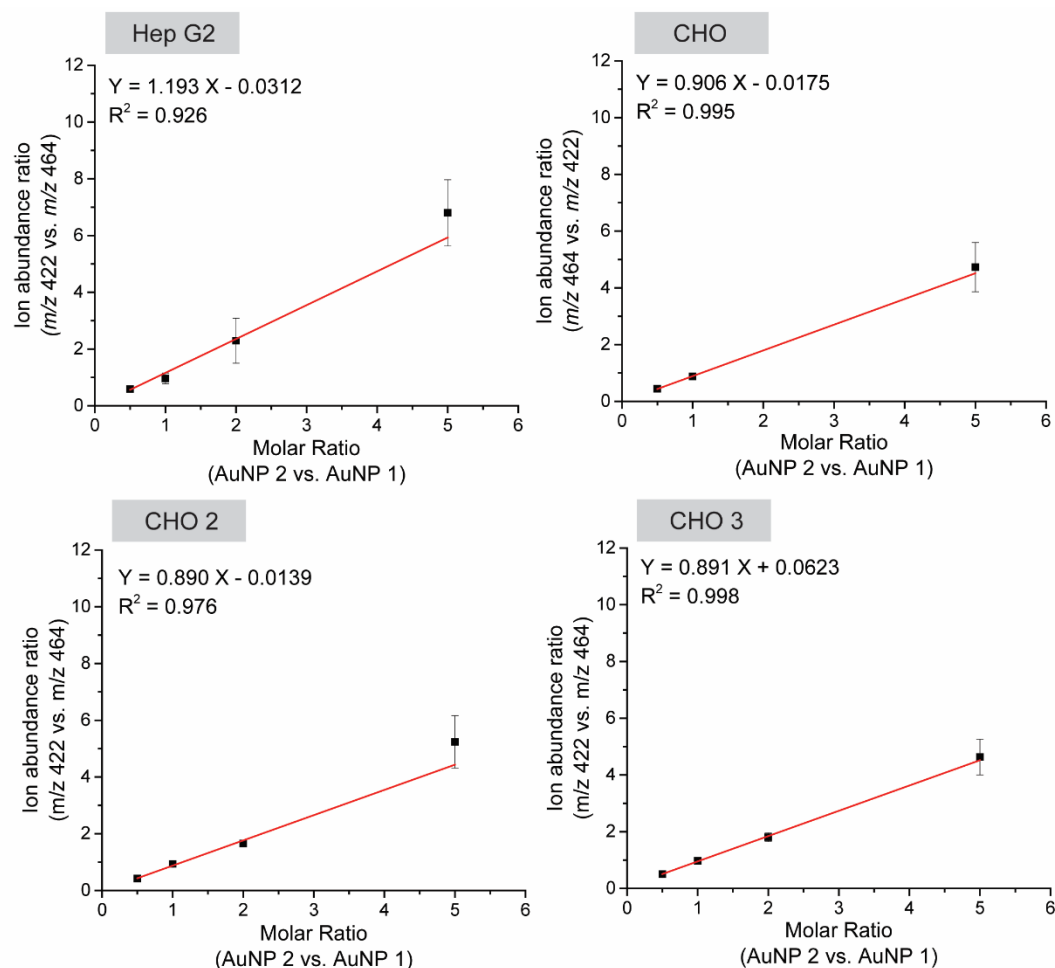 Hep G2
Y = 1.193 X - 0.0312
R² = 0.926
Ion abundance ratio
(m/z 422 vs. m/z 464)
12
10
8
6
4
2
0
0 1 2 3 4 5 6
Molar Ratio
(AuNP 2 vs. AuNP 1)
CHO
Y = 0.906 X - 0.0175
R² = 0.995
Ion abundance ratio
(m/z 464 vs. m/z 422)
12
10
8
6
4
2
0
0 1 2 3 4 5 6
Molar Ratio
(AuNP 2 vs. AuNP 1)
CHO 2
Y = 0.890 X - 0.0139
R² = 0.976
Ion abundance ratio
(m/z 422 vs. m/z 464)
12
10
8
6
4
2
0
0 1 2 3 4 5 6
Molar Ratio
(AuNP 2 vs. AuNP 1)
CHO 3
Y = 0.891 X + 0.0623
R² = 0.998
Ion abundance ratio
(m/z 422 vs. m/z 464)
12
10
8
6
4
2
0
0 1 2 3 4 5 6
Molar Ratio
(AuNP 2 vs. AuNP 1)